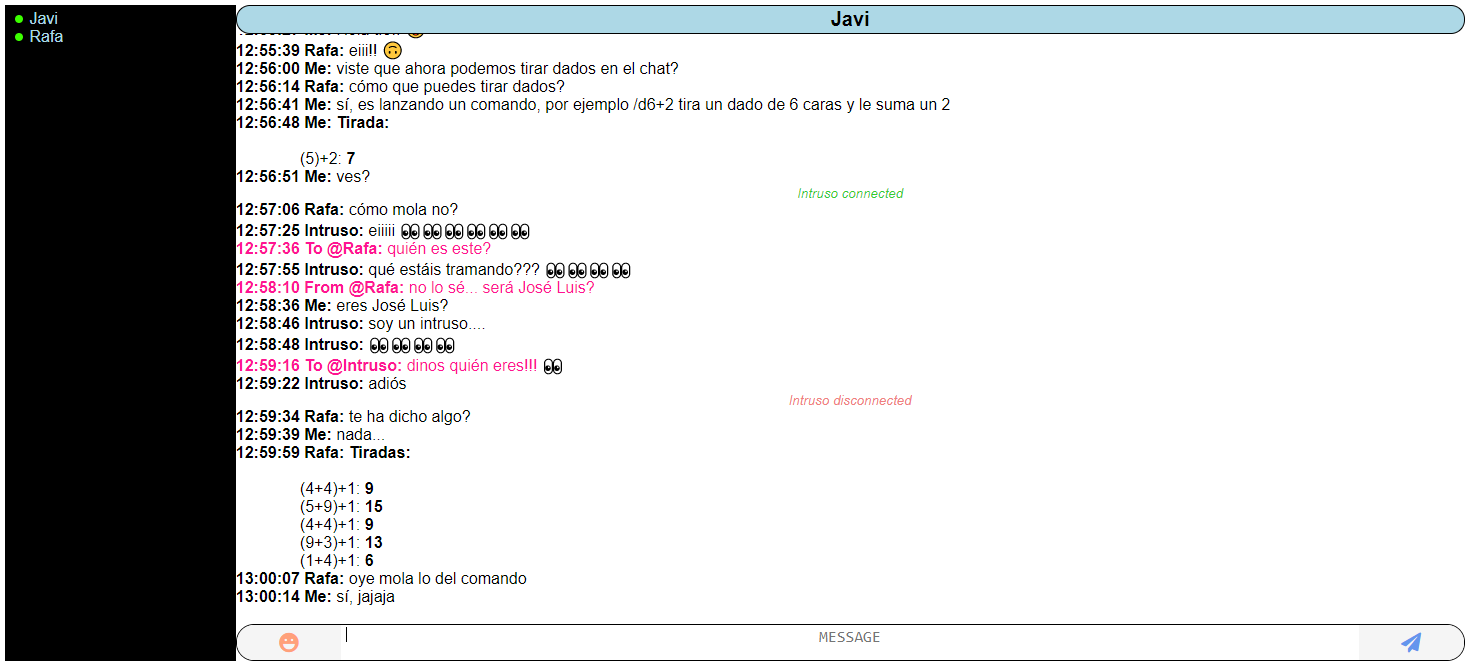 Javi
Rafa
Javi
12:55:39 Rafa: eiii!! 🙃
12:56:00 Me: viste que ahora podemos tirar dados en el chat?
12:56:14 Rafa: cómo que puedes tirar dados?
12:56:41 Me: sí, es lanzando un comando, por ejemplo /d6+2 tira un dado de 6 caras y le suma un 2
12:56:48 Me: Tirada:
(5)+2: 7
12:56:51 Me: ves?
Intruso connected
12:57:06 Rafa: cómo mola no?
12:57:25 Intruso: eiiiii 👀👀👀👀👀👀
12:57:36 To @Rafa: quién es este?
12:57:55 Intruso: qué estáis tramando??? 👀👀👀👀
12:58:10 From @Rafa: no lo sé... será José Luis?
12:58:36 Me: eres José Luis?
12:58:46 Intruso: soy un intruso....
12:58:48 Intruso: 👀👀👀👀
12:59:16 To @Intruso: dinos quién eres!!! 👀
12:59:22 Intruso: adiós
Intruso disconnected
12:59:34 Rafa: te ha dicho algo?
12:59:39 Me: nada...
12:59:59 Rafa: Tiradas:
(4+4)+1: 9
(5+9)+1: 15
(4+4)+1: 9
(9+3)+1: 13
(1+4)+1: 6
13:00:07 Rafa: oye mola lo del comando
13:00:14 Me: sí, jajaja
MESSAGE